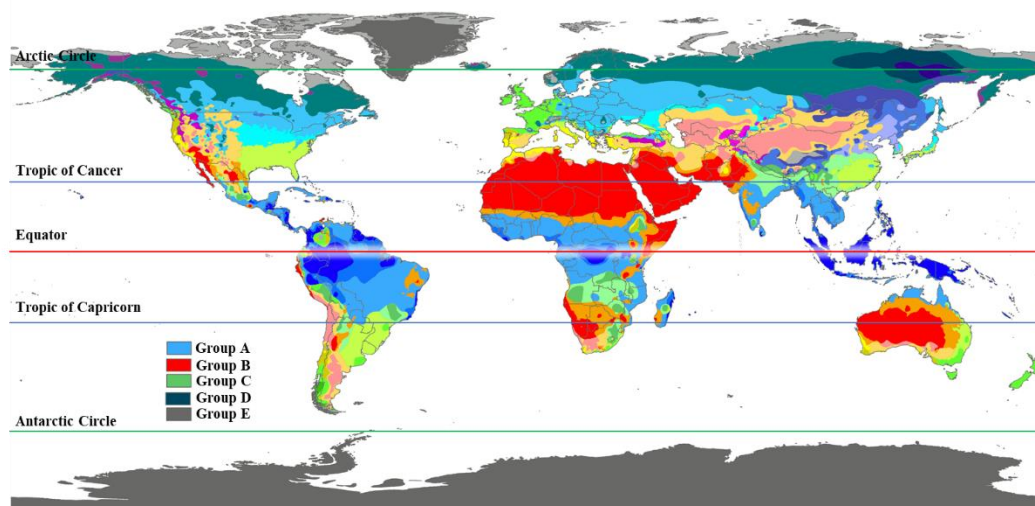 Arctic Circle
Tropic of Cancer
Equator
Tropic of Capricorn
Group A
Group B
Group C
Group D
Group E
Antarctic Circle